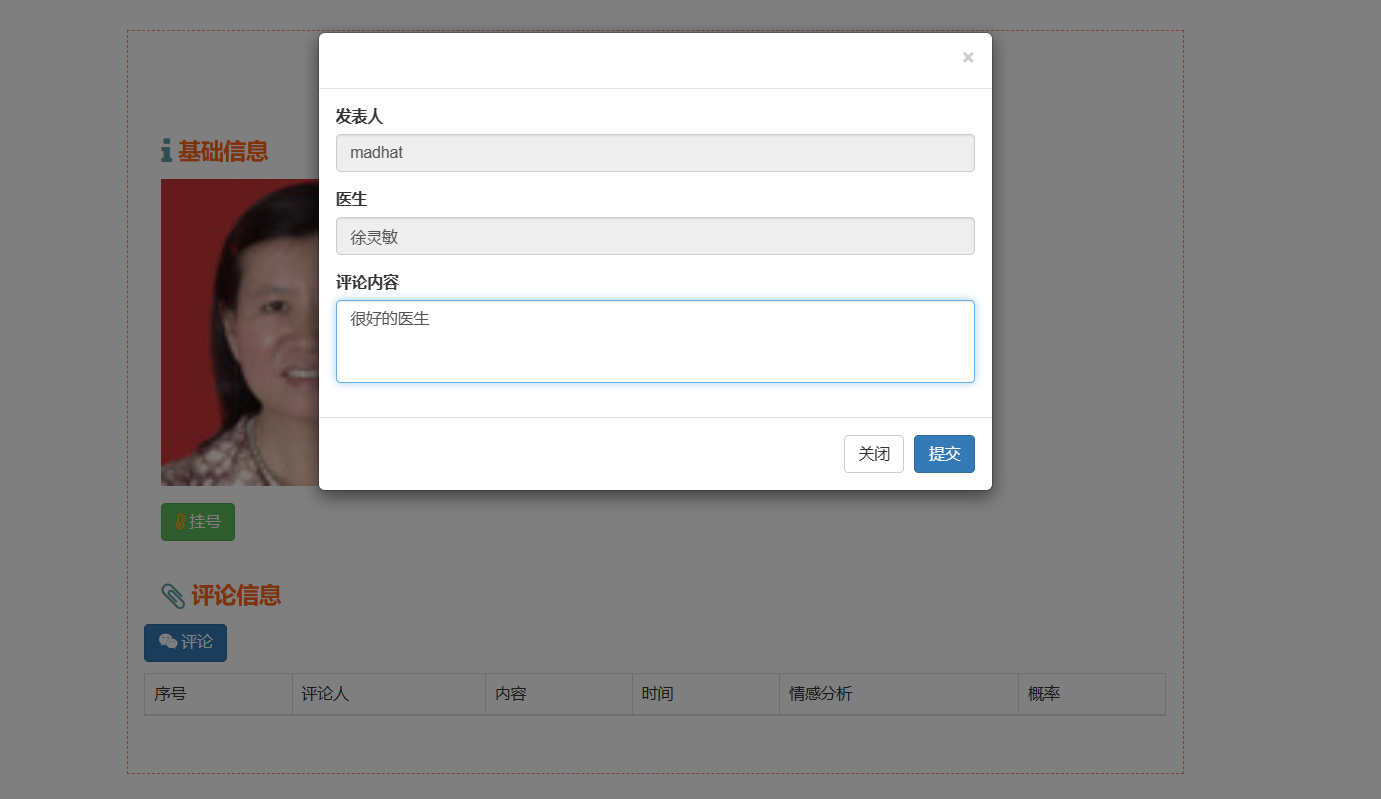 ×
发表人
madhat
医生
徐灵敏
评论内容
很好的医生
关闭 提交
基础信息
挂号
评论信息
评论
序号 评论人 内容 时间 情感分析 概率